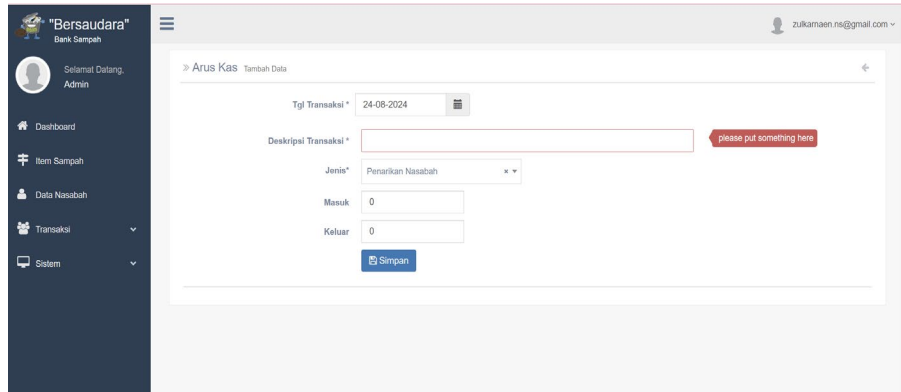 "Bersaudara"
Bank Sampah
Selamat Datang,
Admin
Dashboard
Item Sampah
Data Nasabah
Transaksi
Sistem
zulkarnaen.ns@gmail.com
» Arus Kas Tambah Data
Tgl Transaksi * 24-08-2024
Deskripsi Transaksi * please put something here
Jenis* Penarikan Nasabah ×
Masuk 0
Keluar 0
Simpan